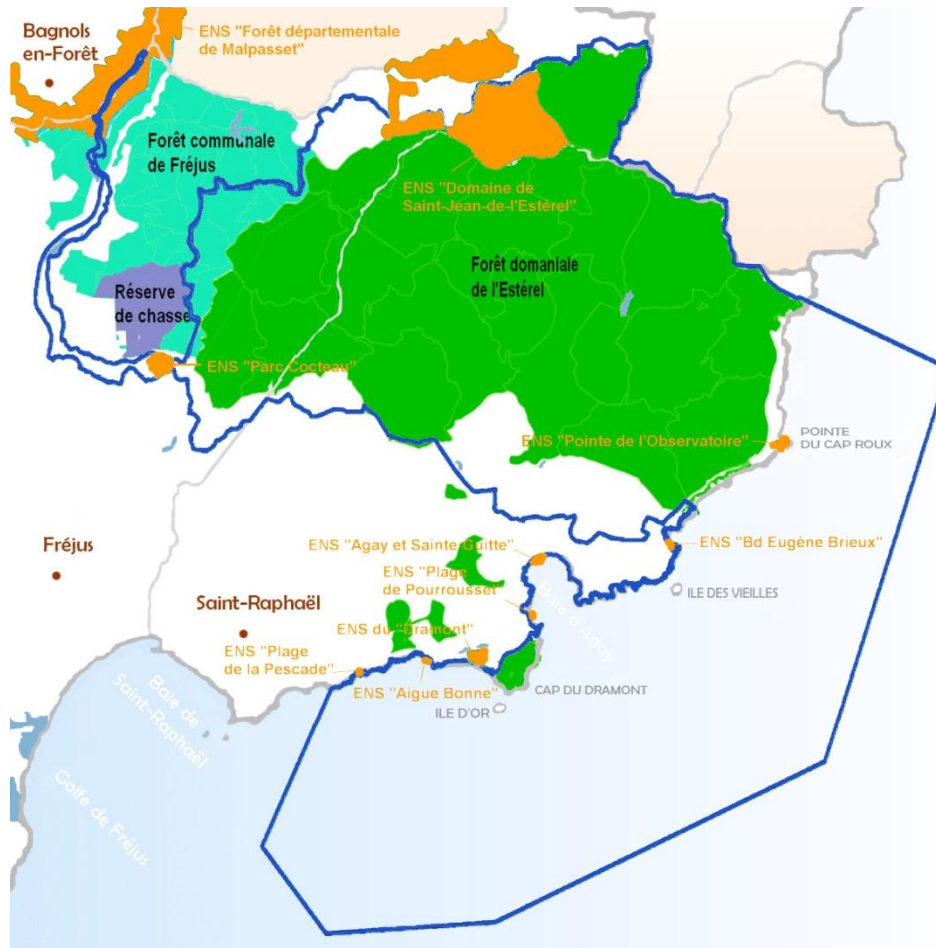 Bagnols
en-Forêt
ENS "Forêt départementale
de Malpasset"
Forêt communale
de Fréjus
ENS "Domaine de
Saint-Jean-de-l'Estérel"
Forêt domaniale
de l'Estérel
Réserve
de chasse
ENS "Parc Cocteau"
ENS "Pointe de l'Observatoire"
POINTE
DU CAP ROUX
Fréjus
ENS "Agay et Sainte Guitte"
ENS "Bd Eugène Brieux"
ENS "Plage
de Pourrousset"
ILE DES VIEILLES
Baie d'Agay
Saint-Raphaël
ENS du "Dramont"
ENS "Plage
de la Pescade"
ENS "Aigue Bonne"
CAP DU DRAMONT
ILE D'OR
Baie de
Saint-Raphaël
Golfe de Fréjus